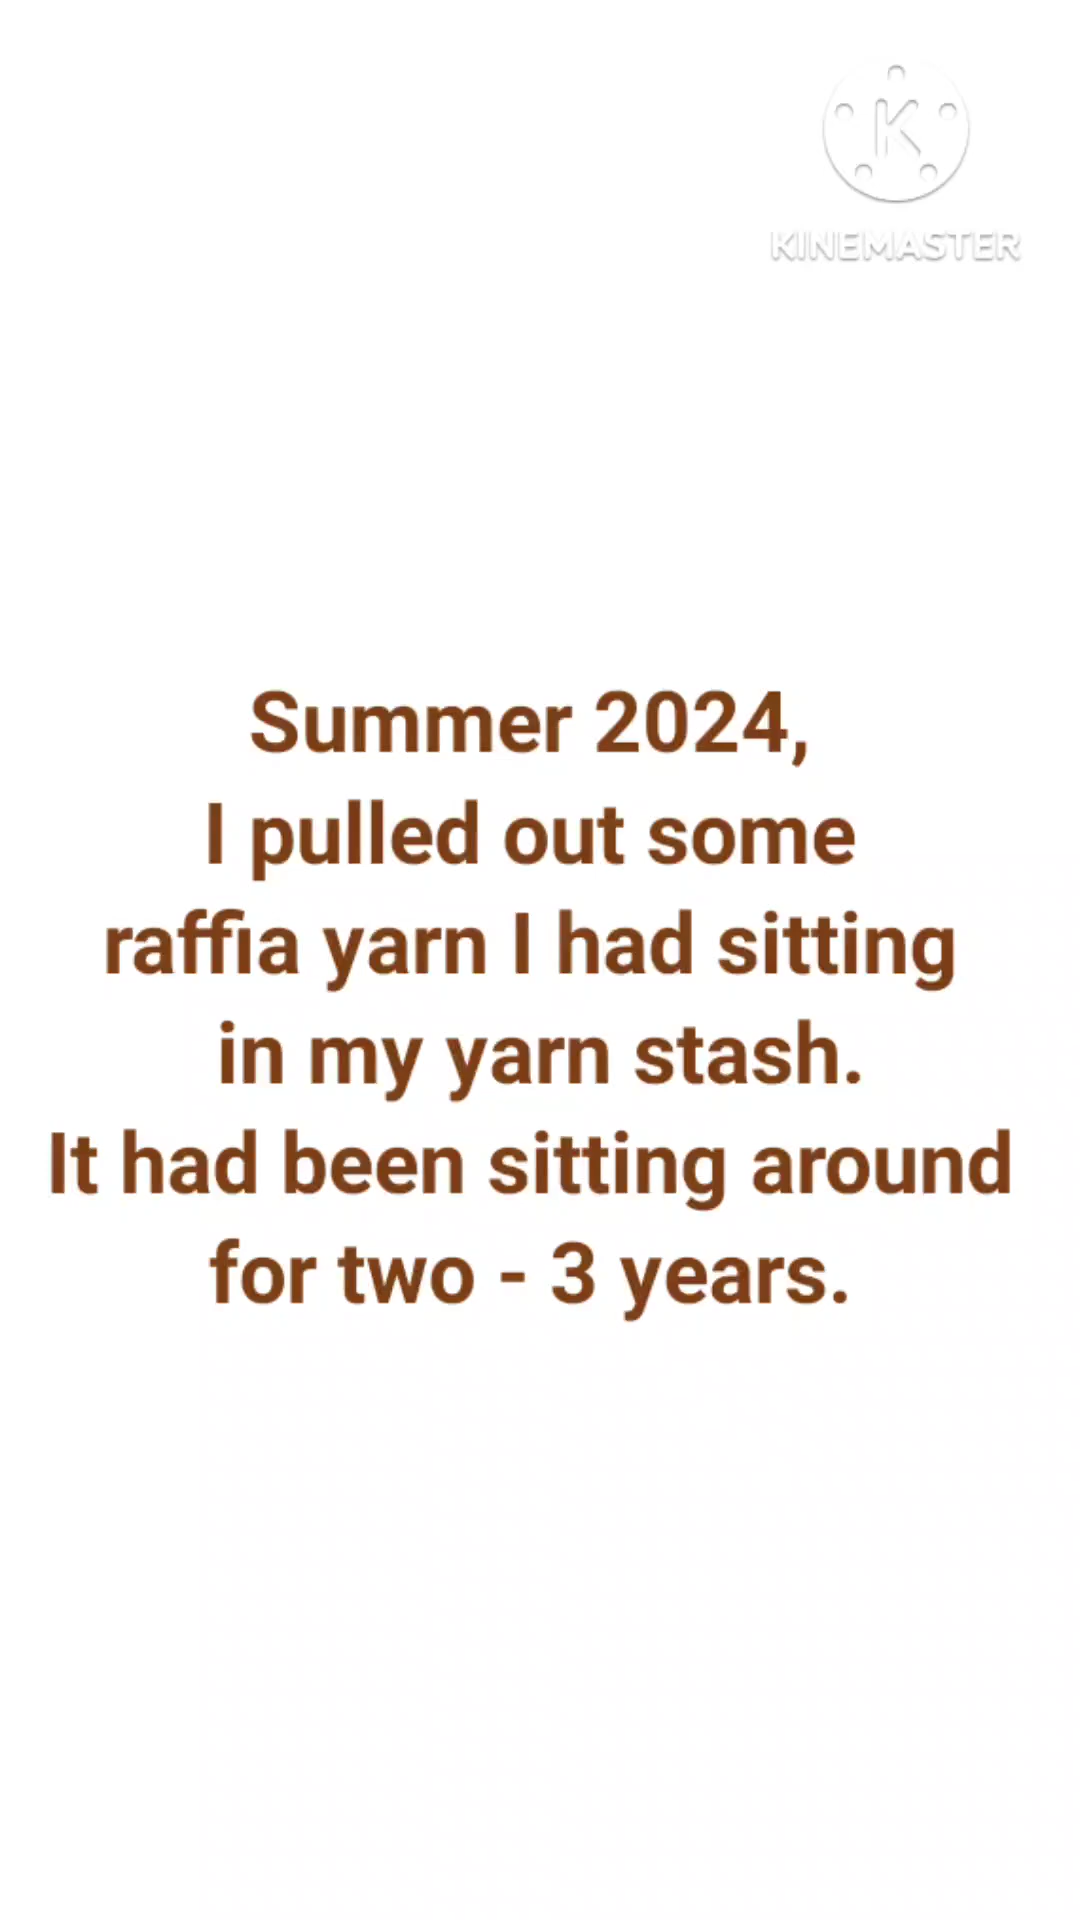 K
KINEMASTER
Summer 2024,
I pulled out some
raffia yarn I had sitting
in my yarn stash.
It had been sitting around
for two - 3 years.